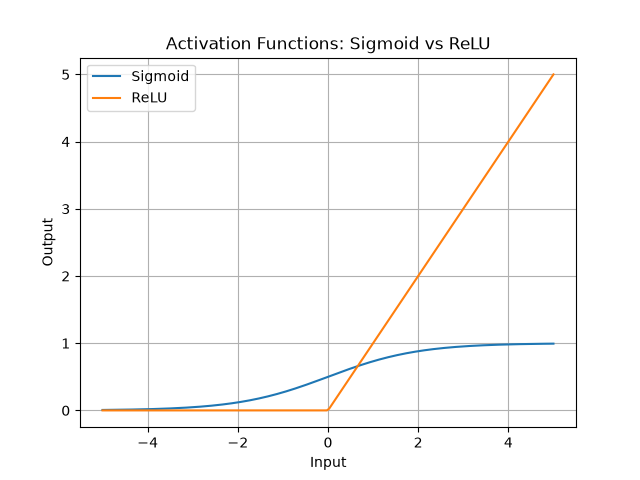 Activation Functions: Sigmoid vs ReLU
Sigmoid
ReLU
5
4
3
2
1
0
Output
−4
−2
0
2
4
Input